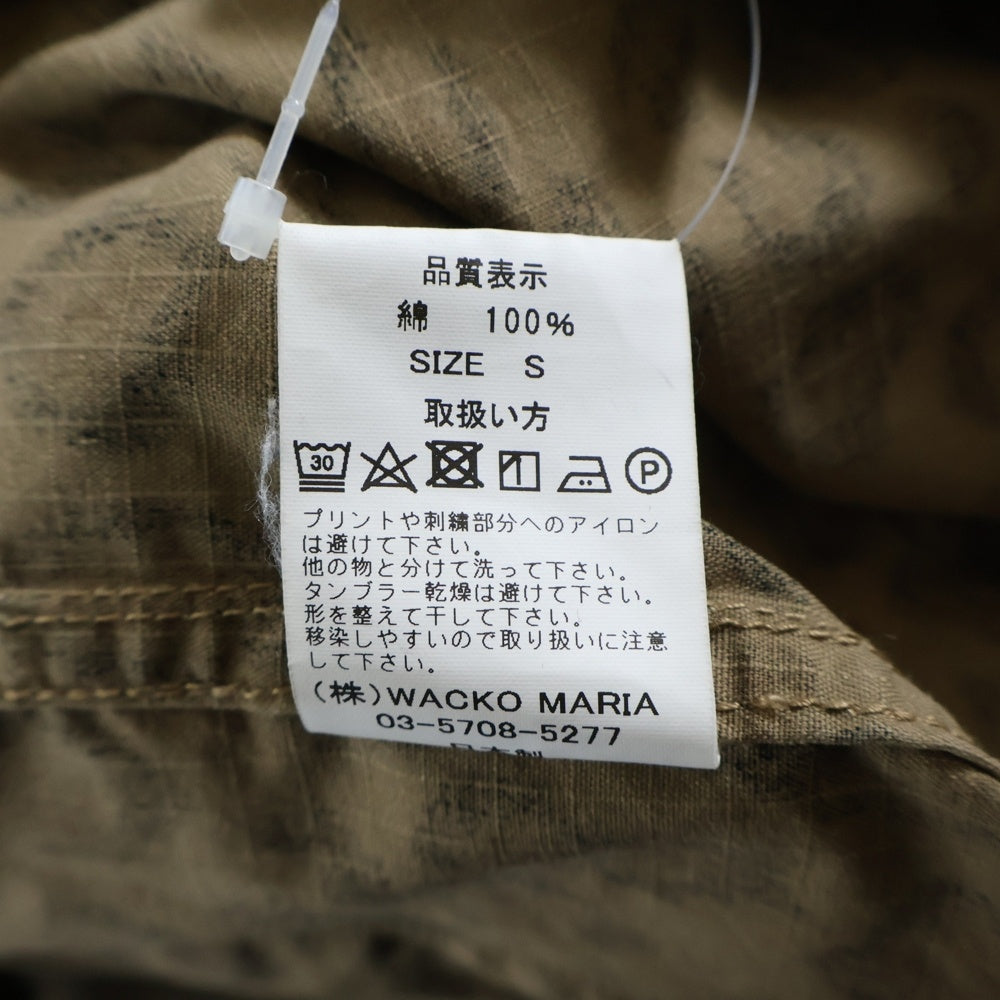 品質表示
綿 100%
SIZE S
取扱い方
30 P
プリントや刺繍部分へのアイロン
は避けて下さい。
他の物と分けて洗って下さい。
タンブラー乾燥は避けて下さい。
形を整えて干して下さい。
移染しやすいので取り扱いに注意
して下さい。
(株)WACKO MARIA
03-5708-5277